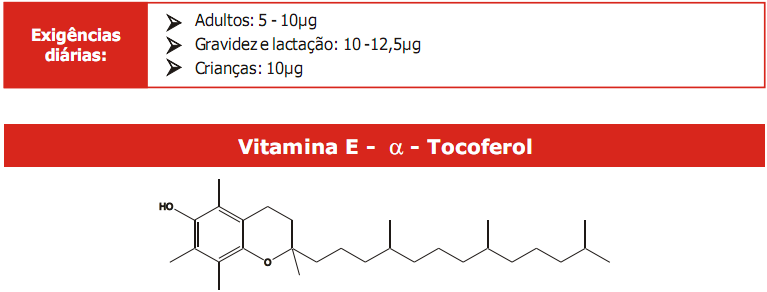 Exigências
diárias:
Adultos: 5 - 10µg
Gravidez e lactação: 10 -12,5µg
Crianças: 10µg
Vitamina E - α - Tocoferol
HO
O